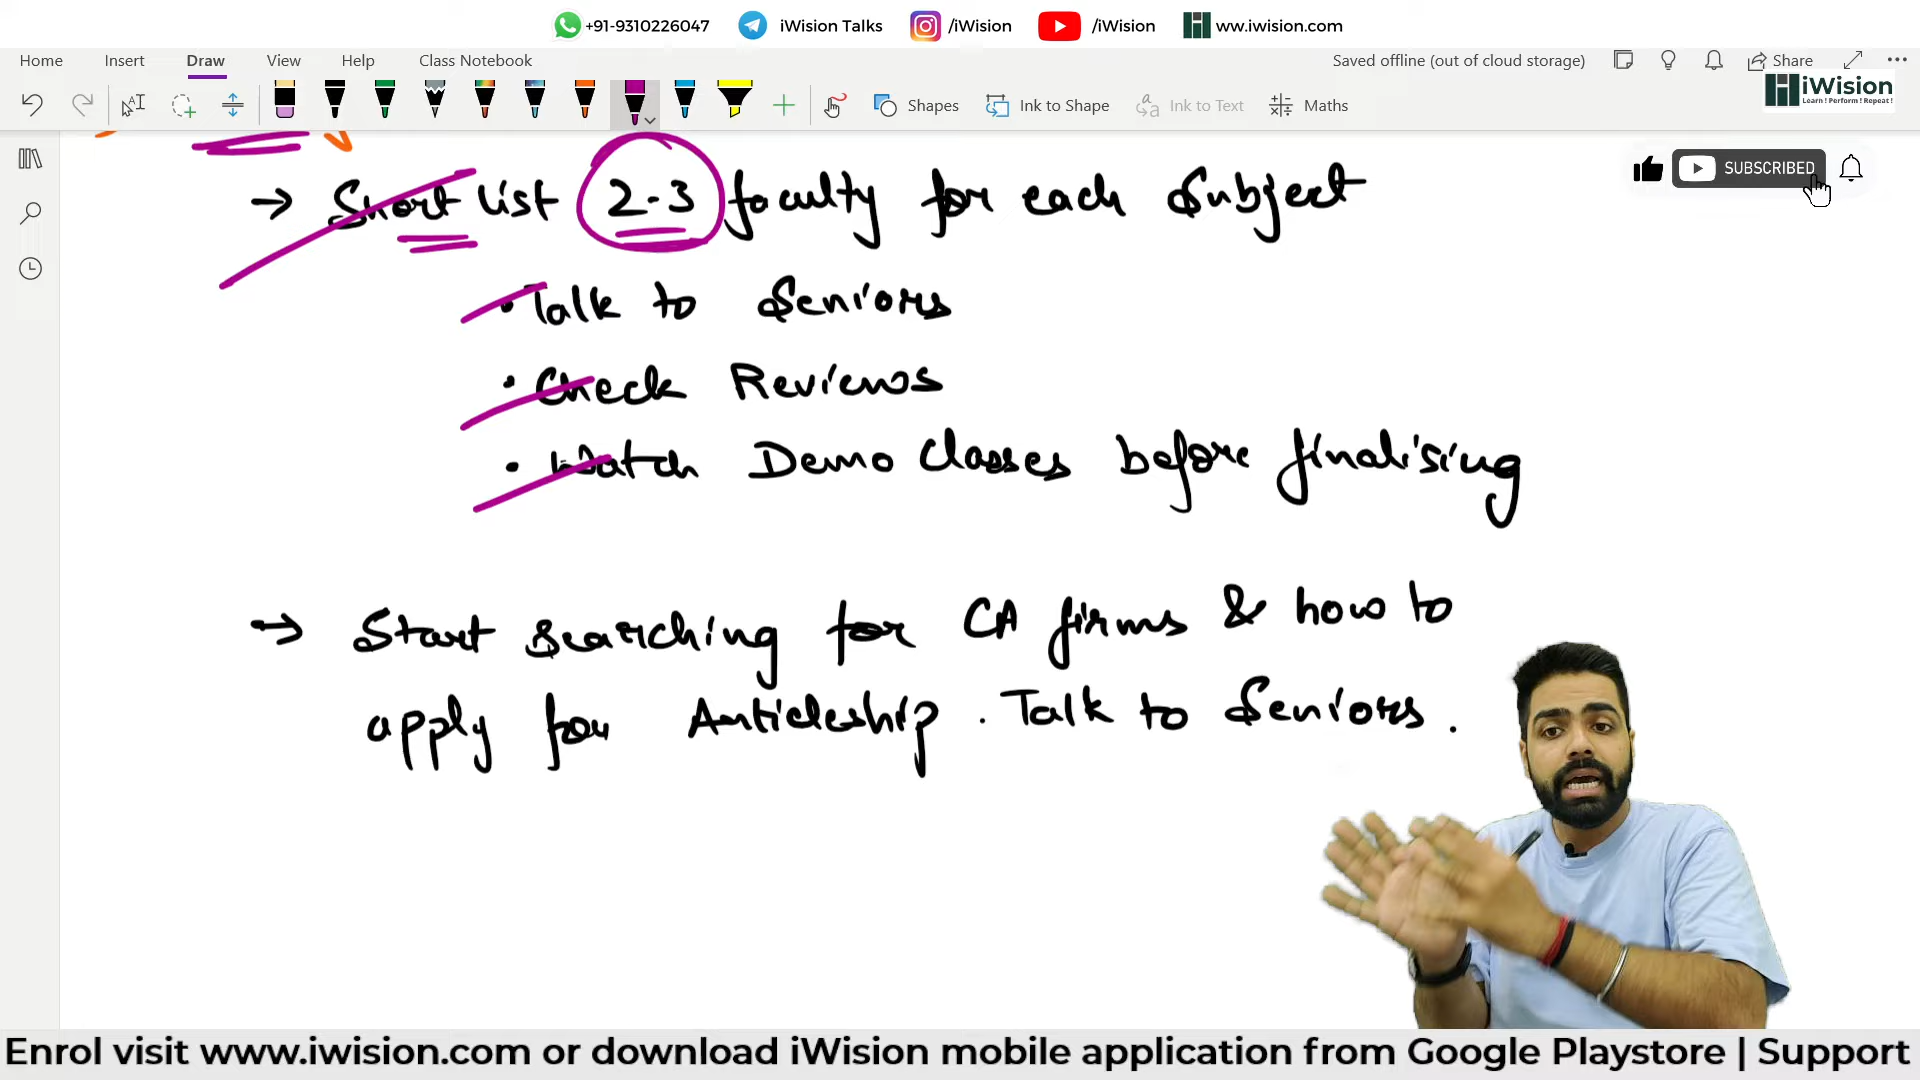 +91-9310226047 iWision Talks /iWision /iWision ww.iwision.com
Home Insert Draw View Help Class Notebook Saved offline (out of cloud storage) Share
Shapes Ink to Shape Ink to Text Maths
iWision
Learn ! Perform ! Repeat !
SUBSCRIBED
→ Short list 2-3 faculty for each Subject
• Talk to Seniors
• Check Reviews
• Watch Demo Classes before finalising
→ Start searching for CA firms & how to
apply for Articleship . Talk to Seniors .
Enrol visit www.iwision.com or download iWision mobile application from Google Playstore | Support